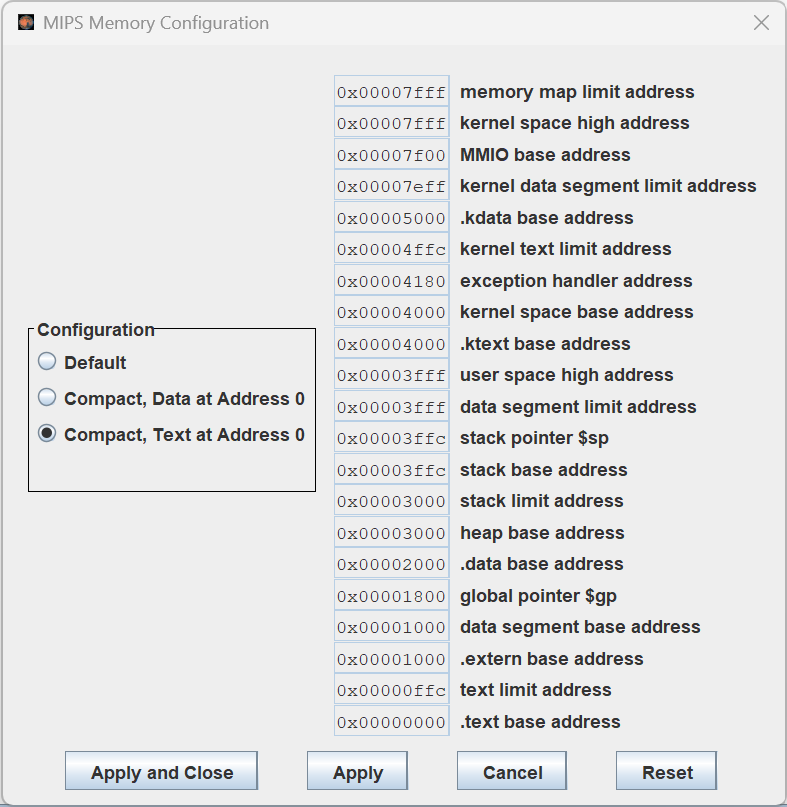 MIPS Memory Configuration
0x00007fff memory map limit address
0x00007fff kernel space high address
0x00007f00 MMIO base address
0x00007eff kernel data segment limit address
0x00005000 .kdata base address
0x00004ffc kernel text limit address
0x00004180 exception handler address
0x00004000 kernel space base address
0x00004000 .ktext base address
0x00003fff user space high address
0x00003fff data segment limit address
0x00003ffc stack pointer $sp
0x00003ffc stack base address
0x00003000 stack limit address
0x00003000 heap base address
0x00002000 .data base address
0x00001800 global pointer $gp
0x00001000 data segment base address
0x00001000 .extern base address
0x00000ffc text limit address
0x00000000 .text base address
Configuration
Default
Compact, Data at Address 0
Compact, Text at Address 0
Apply and Close Apply Cancel Reset